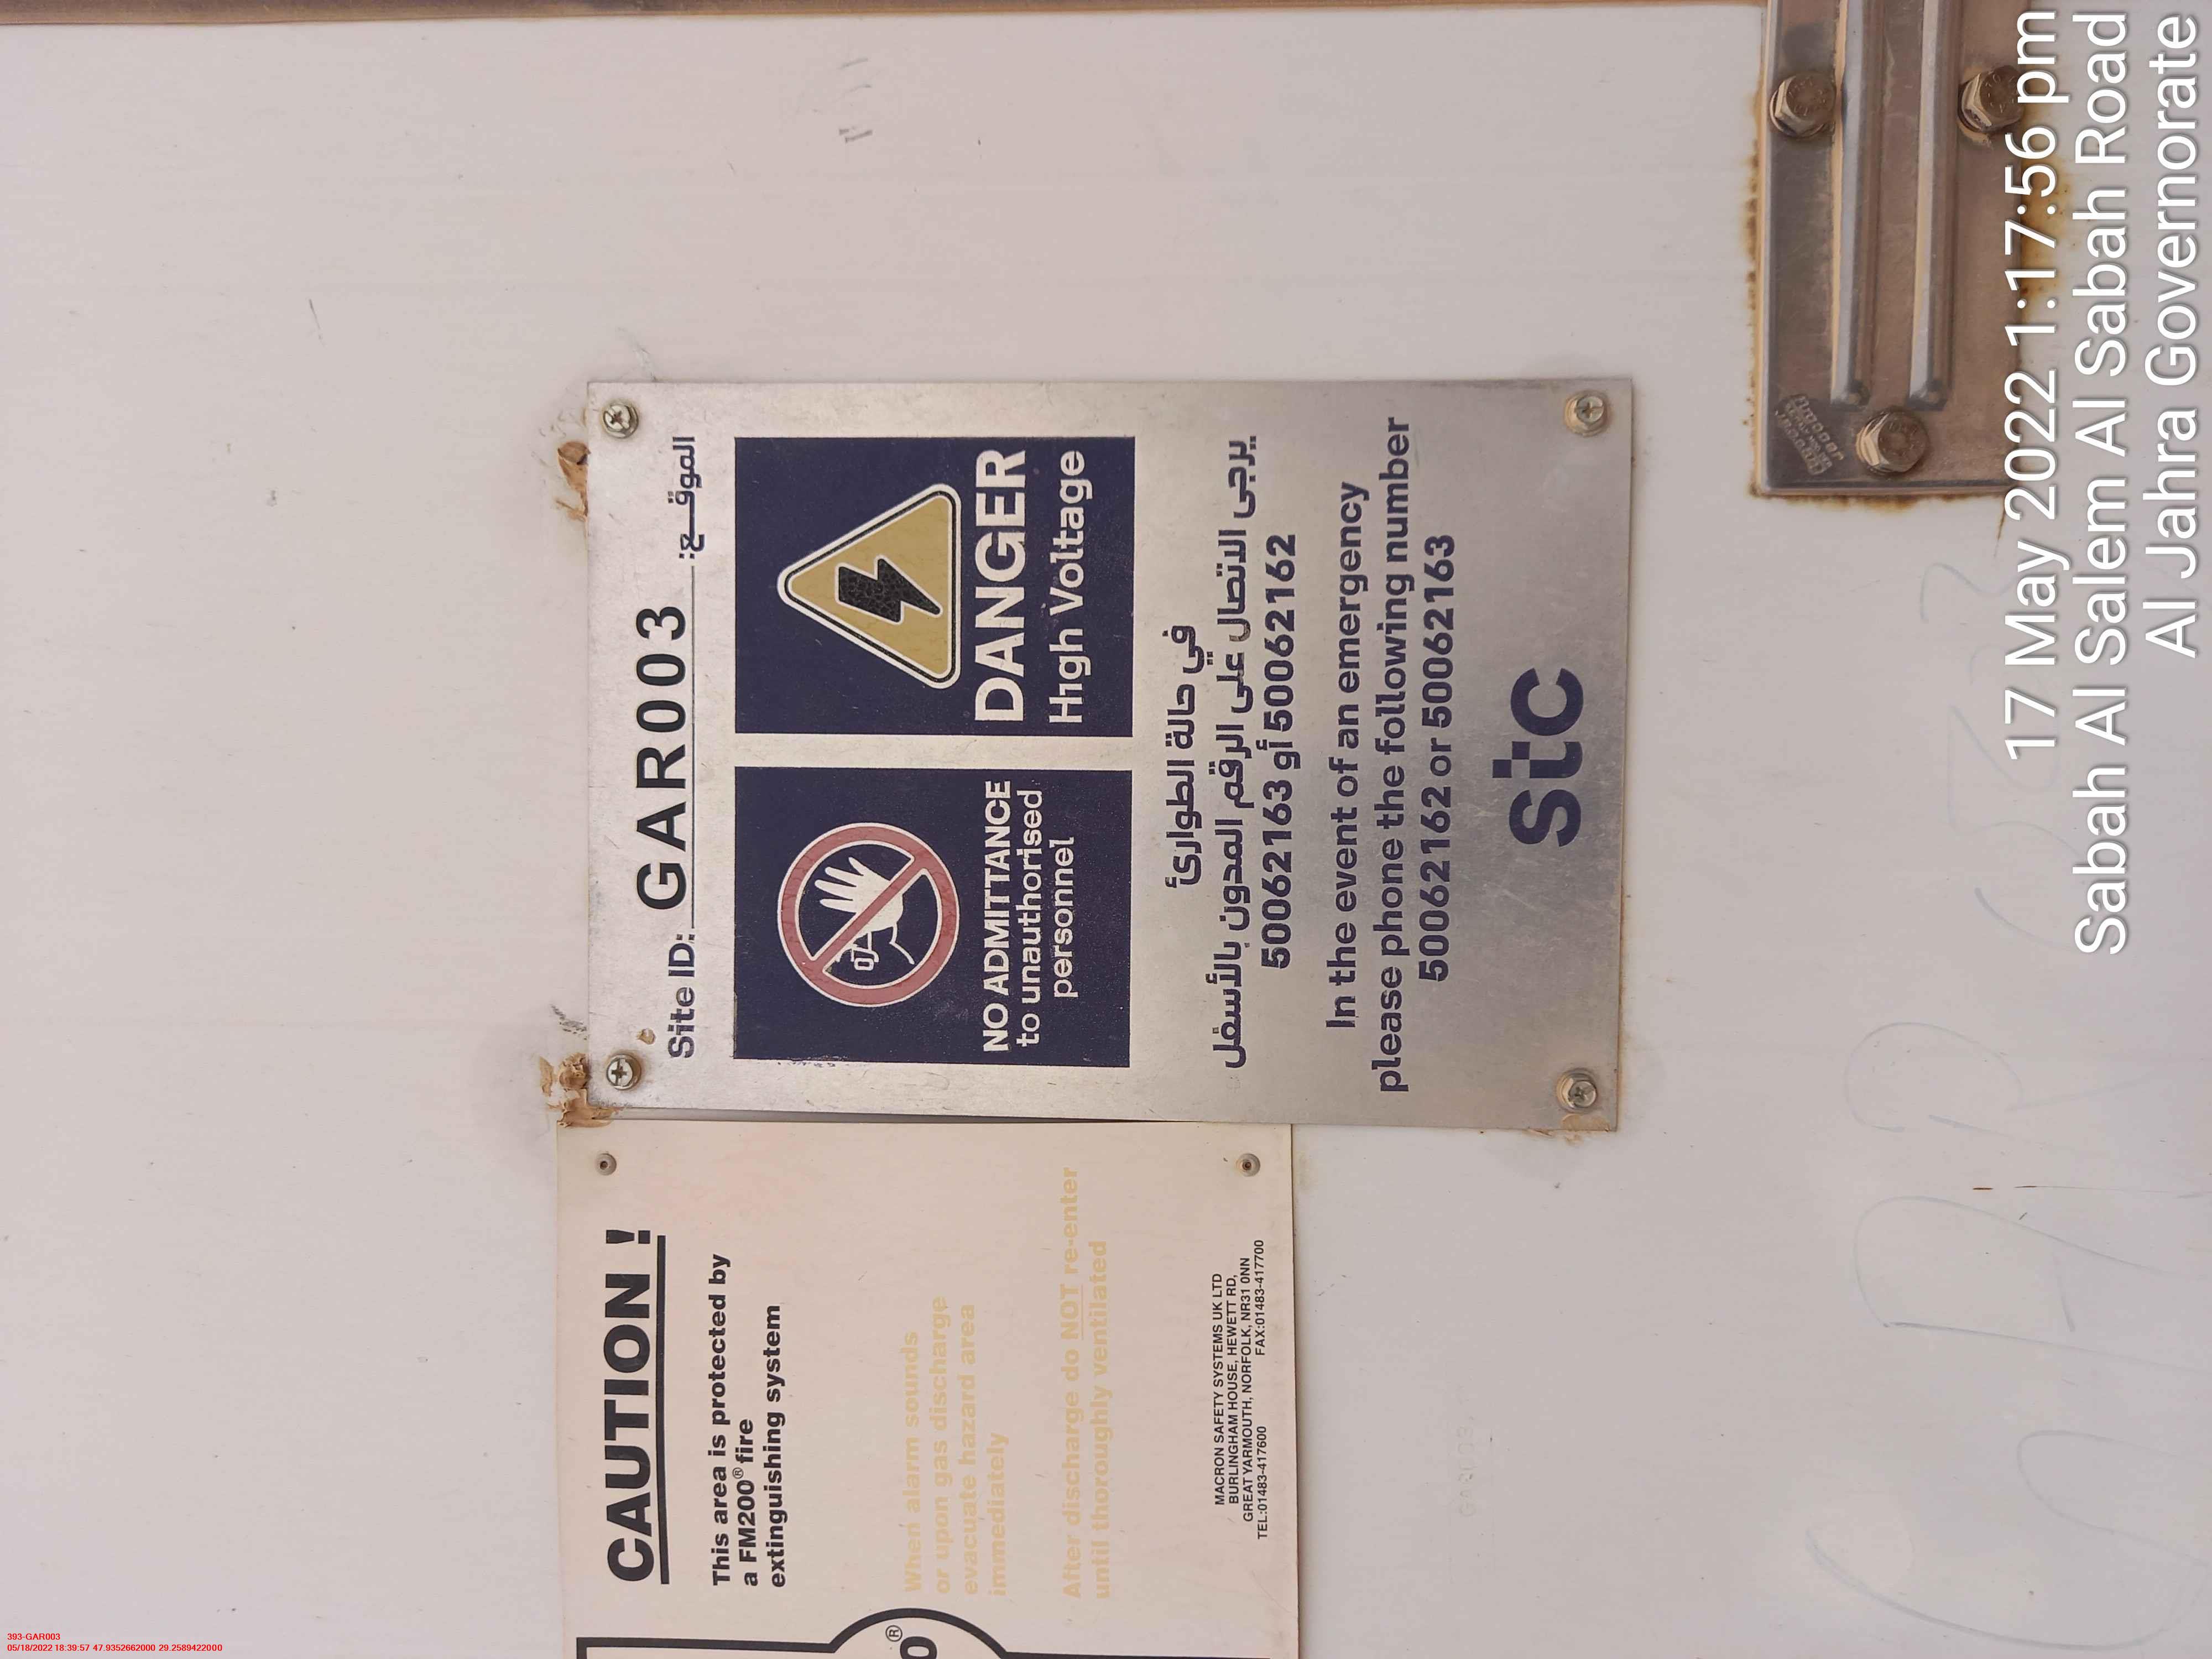 CAUTION !
This area is protected by
a FM200® fire
extinguishing system
When alarm sounds
or upon gas discharge
evacuate hazard area
immediately
After discharge do NOT re-enter
until thoroughly ventilated
MACRON SAFETY SYSTEMS UK LTD
BURLINGHAM HOUSE, HEWETT RD,
GREAT YARMOUTH, NORFOLK, NR31 0NN
TEL:01483-417600 FAX:01483-417700
0®
Site ID: GAR003 الموقـــع:
NO ADMITTANCE
to unauthorised
personnel
DANGER
High Voltage
في حالة الطوارئ
يرجى الاتصال على الرقم المدون بالأسفل
50062163 أو 50062162
In the event of an emergency
please phone the following number
50062162 or 50062163
stc
17 May 2022 1:17:56 pm
Sabah Al Salem Al Sabah Road
Al Jahra Governorate
393-GAR003
05/18/2022 18:39:57 47.9352662000 29.2589422000